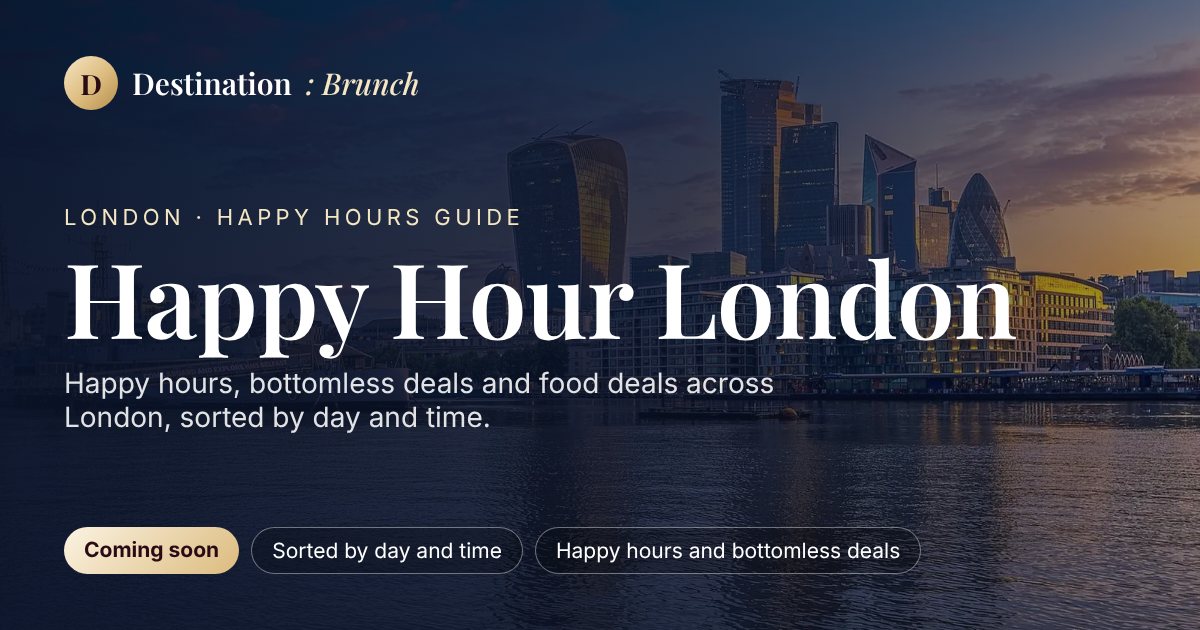 D Destination : Brunch
LONDON · HAPPY HOURS GUIDE
Happy Hour London
Happy hours, bottomless deals and food deals across
London, sorted by day and time.
Coming soon Sorted by day and time Happy hours and bottomless deals